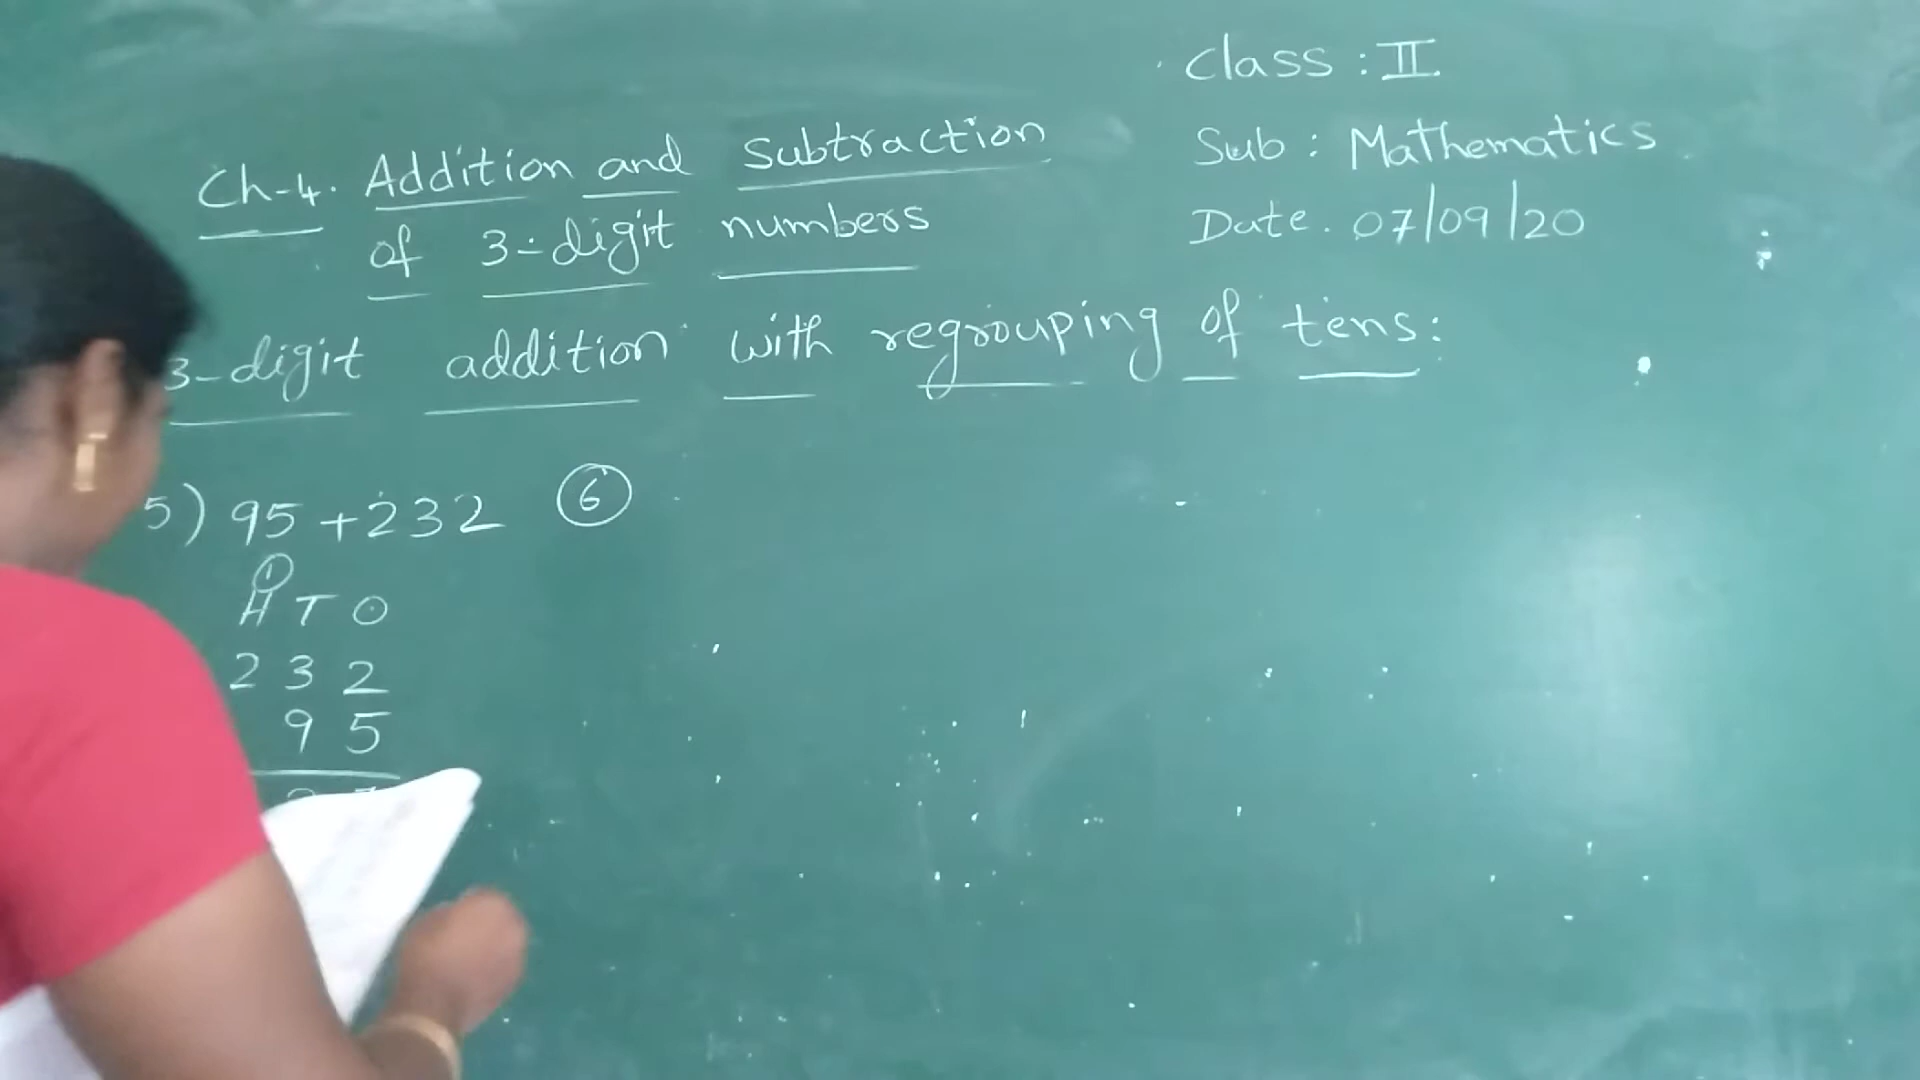 Class : II
Sub : Mathematics
Date. 07/09/20
Ch-4. Addition and Subtraction
of 3-digit numbers
3-digit addition with regrouping of tens:
5) 95 + 232 6
1
H T O
2 3 2
9 5